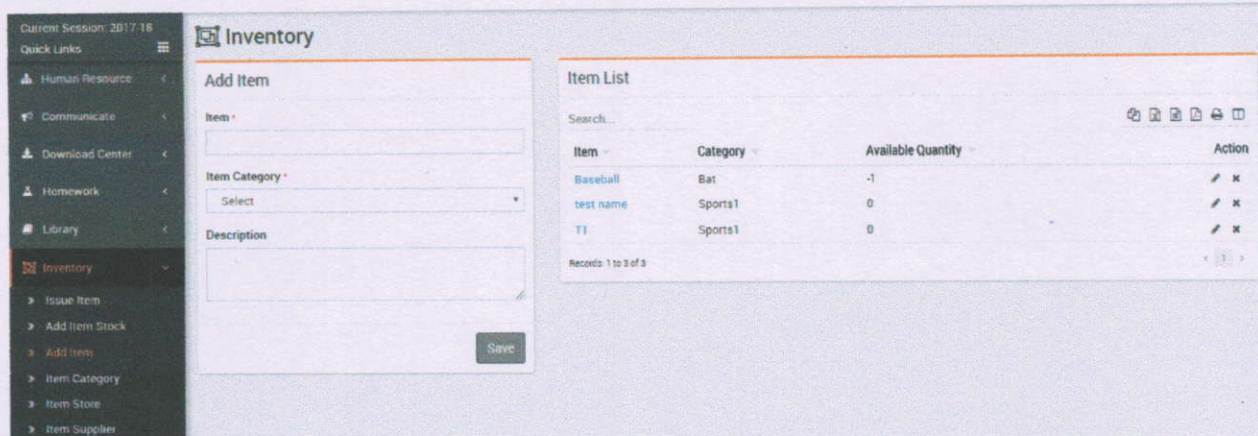 Current Session: 2017-18
Quick Links
Human Resource
Communicate
Download Center
Homework
Library
Inventory
Issue Item
Add Item Stock
Add Item
Item Category
Item Store
Item Supplier
Inventory
Add Item
Item *
Item Category *
Select
Description
Save
Item List
Search...
Item Category Available Quantity Action
Baseball Bat -1
test name Sports1 0
T1 Sports1 0
Records: 1 to 3 of 3
1